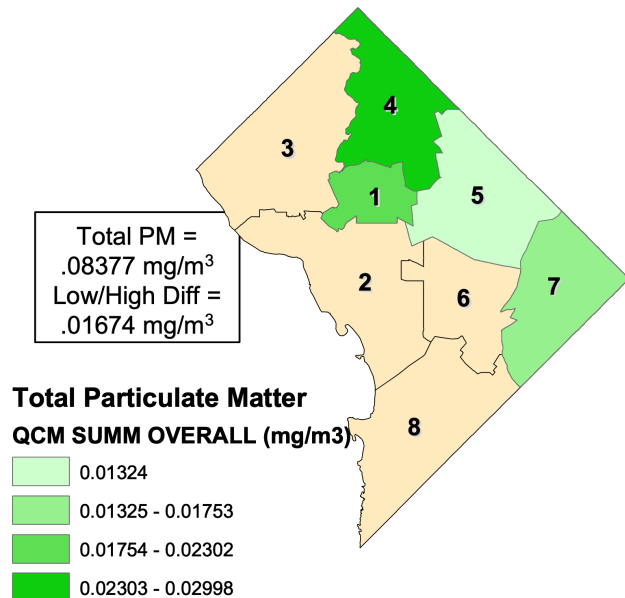 4
3
1
5
Total PM =
.08377 mg/m³
Low/High Diff =
.01674 mg/m³
2
6
7
8
Total Particulate Matter
QCM SUMM OVERALL (mg/m3)
0.01324
0.01325 - 0.01753
0.01754 - 0.02302
0.02303 - 0.02998